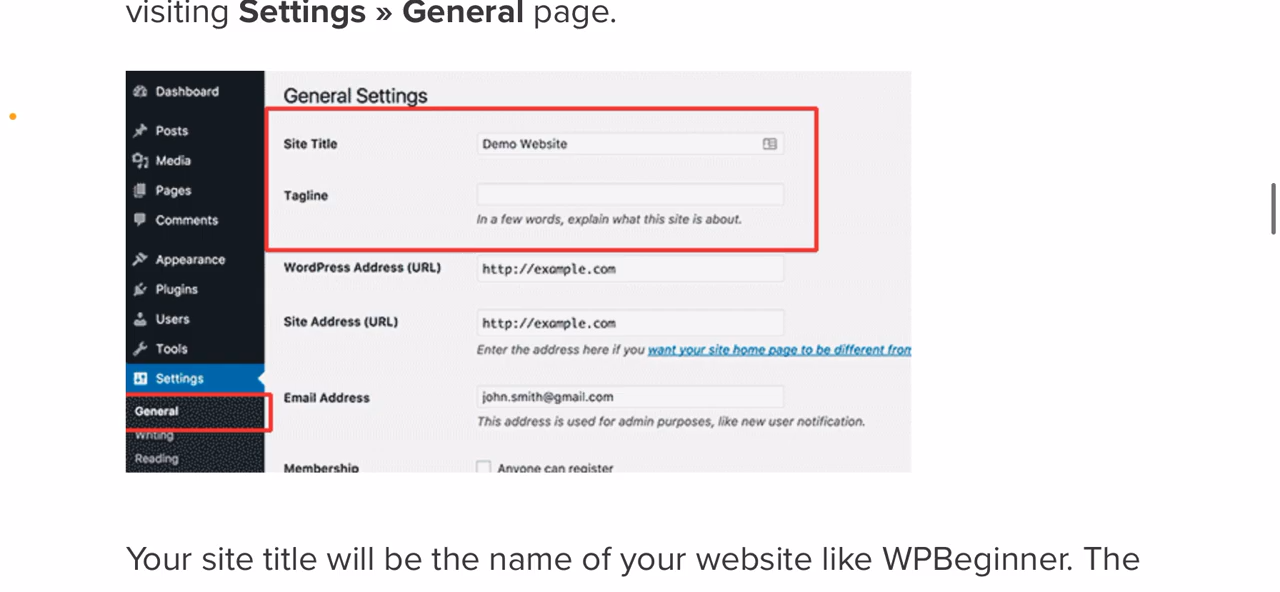 visiting Settings » General page.
Dashboard
Posts
Media
Pages
Comments
Appearance
Plugins
Users
Tools
Settings
General
Writing
Reading
General Settings
Site Title
Demo Website
Tagline
In a few words, explain what this site is about.
WordPress Address (URL)
http://example.com
Site Address (URL)
http://example.com
Enter the address here if you want your site home page to be different from
Email Address
john.smith@gmail.com
This address is used for admin purposes, like new user notification.
Membership
Anyone can register
Your site title will be the name of your website like WPBeginner. The